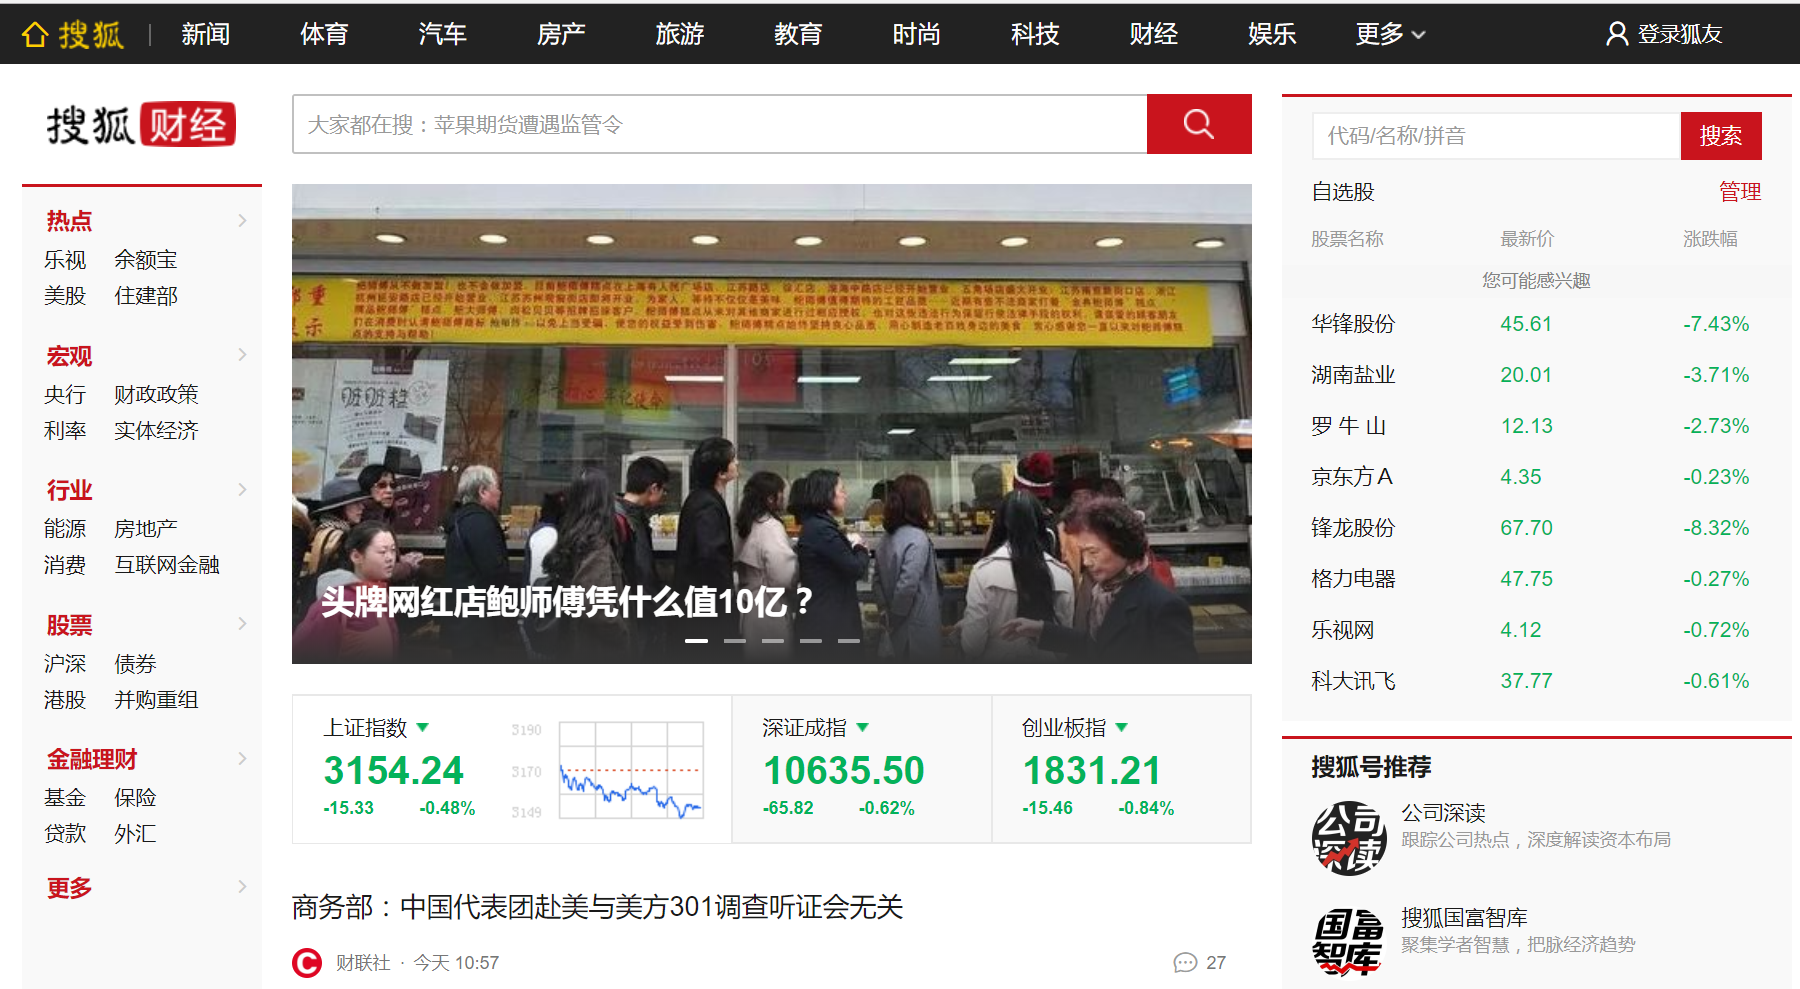 搜狐 新闻 体育 汽车 房产 旅游 教育 时尚 科技 财经 娱乐 更多 登录狐友
搜狐 财经
大家都在搜：苹果期货遭遇监管令
热点
乐视 余额宝
美股 住建部
宏观
央行 财政政策
利率 实体经济
行业
能源 房地产
消费 互联网金融
股票
沪深 债券
港股 并购重组
金融理财
基金 保险
贷款 外汇
更多
脏脏糕
头牌网红店鲍师傅凭什么值10亿？
上证指数
3154.24
-15.33 -0.48%
3190
3170
3149
深证成指
10635.50
-65.82 -0.62%
创业板指
1831.21
-15.46 -0.84%
商务部：中国代表团赴美与美方301调查听证会无关
财联社 · 今天 10:57
27
代码/名称/拼音 搜索
自选股 管理
股票名称 最新价 涨跌幅
您可能感兴趣
华锋股份 45.61 -7.43%
湖南盐业 20.01 -3.71%
罗 牛 山 12.13 -2.73%
京东方Ａ 4.35 -0.23%
锋龙股份 67.70 -8.32%
格力电器 47.75 -0.27%
乐视网 4.12 -0.72%
科大讯飞 37.77 -0.61%
搜狐号推荐
公司深读
公司深读
跟踪公司热点，深度解读资本布局
国富智库
搜狐国富智库
聚集学者智慧，把脉经济趋势